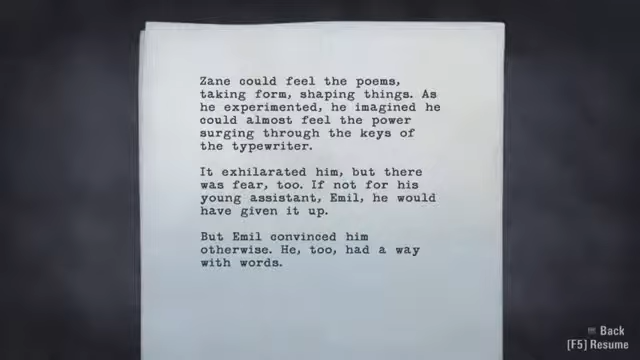 Zane could feel the poems,
taking form, shaping things. As
he experimented, he imagined he
could almost feel the power
surging through the keys of
the typewriter.
It exhilarated him, but there
was fear, too. If not for his
young assistant, Emil, he would
have given it up.
But Emil convinced him
otherwise. He, too, had a way
with words.
Back
[F5] Resume